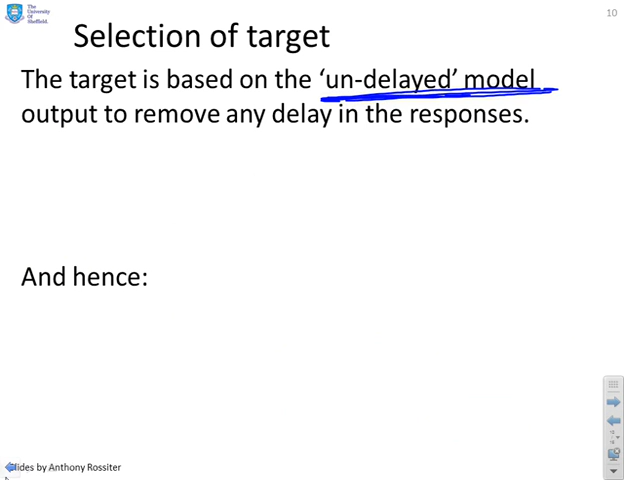 The
University
Of
Sheffield.
10
Selection of target
The target is based on the ‘un-delayed’ model
output to remove any delay in the responses.
And hence:
Slides by Anthony Rossiter